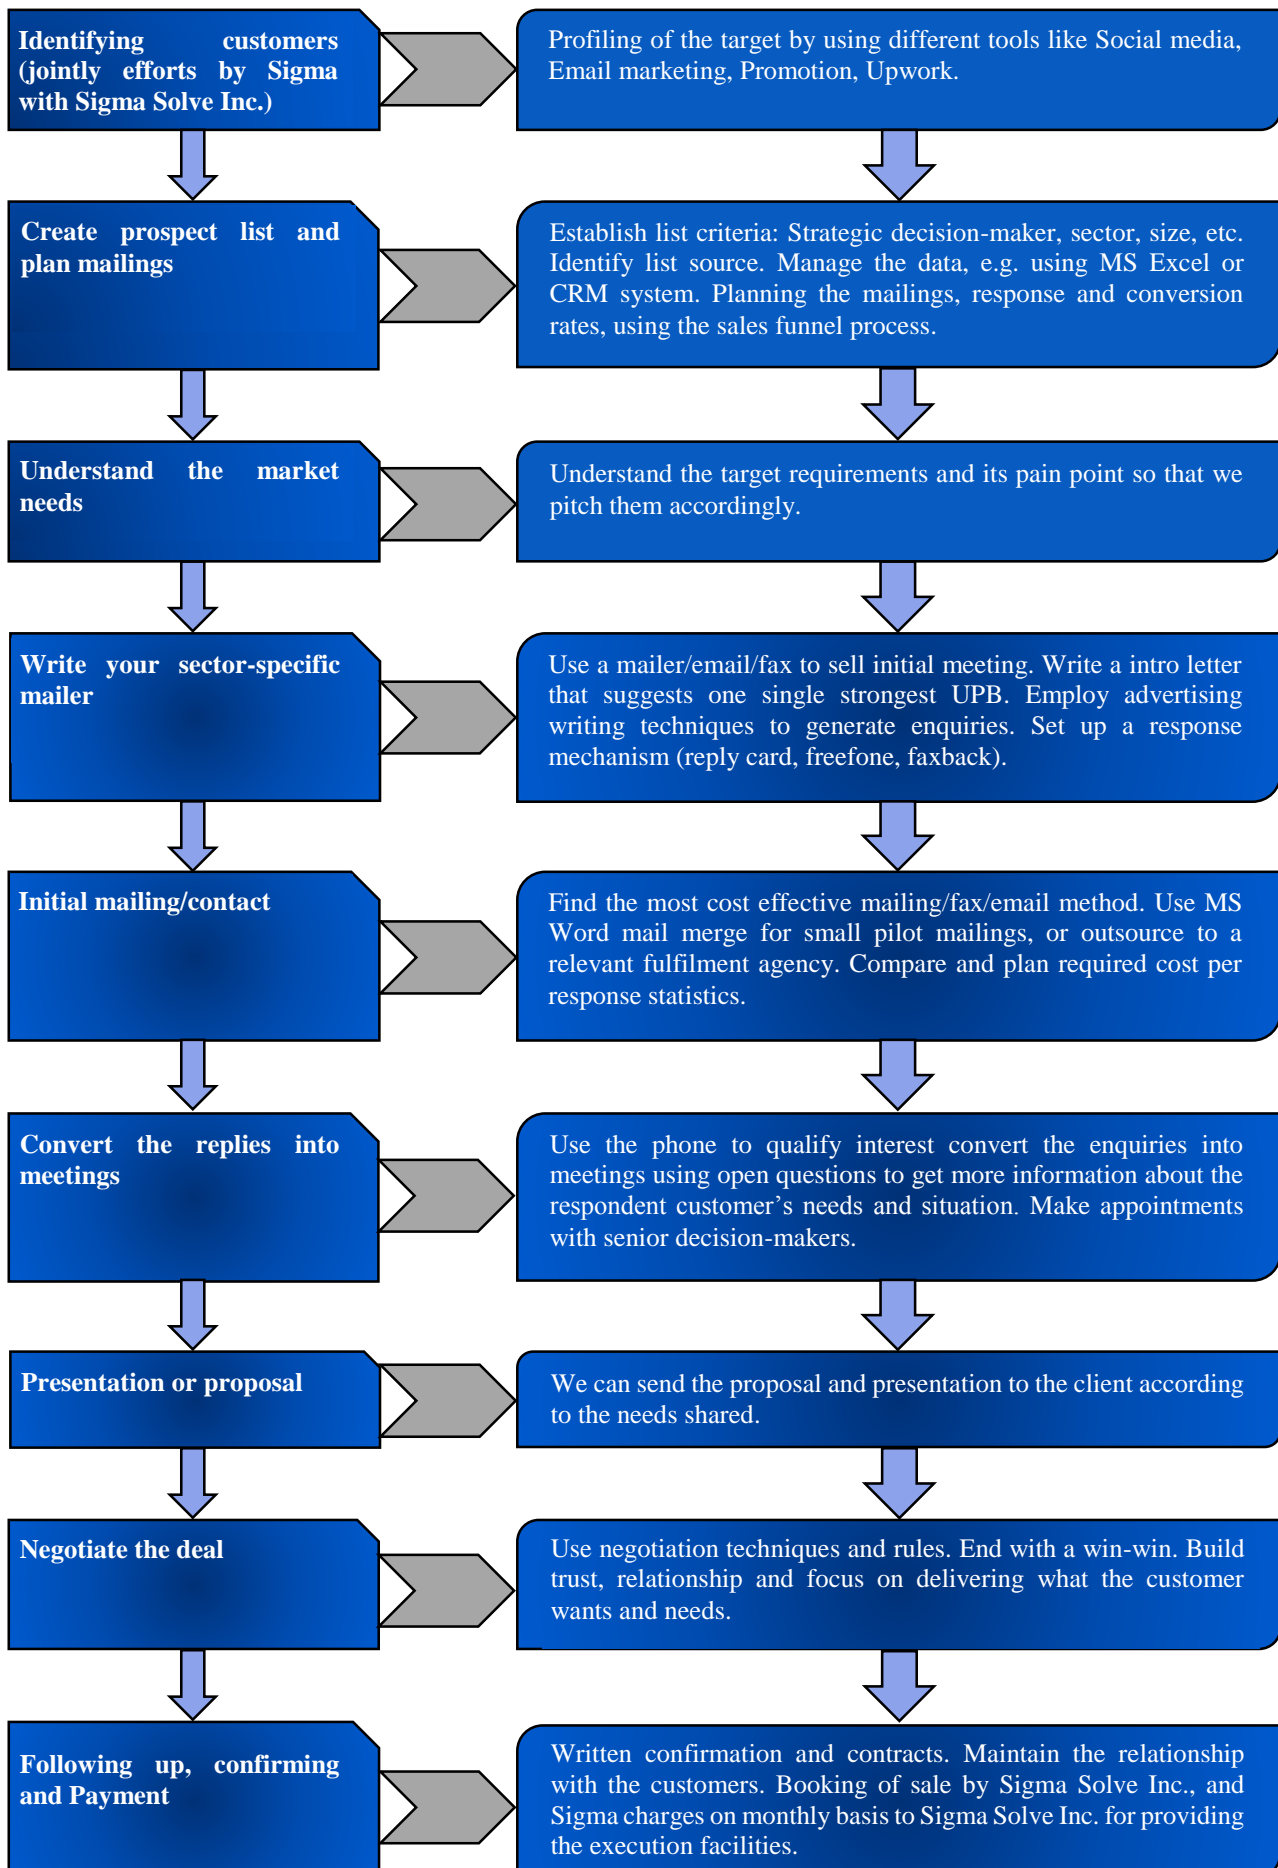 Identifying customers
(jointly efforts by Sigma
with Sigma Solve Inc.)
Profiling of the target by using different tools like Social media,
Email marketing, Promotion, Upwork.
Create prospect list and
plan mailings
Establish list criteria: Strategic decision-maker, sector, size, etc.
Identify list source. Manage the data, e.g. using MS Excel or
CRM system. Planning the mailings, response and conversion
rates, using the sales funnel process.
Understand the market
needs
Understand the target requirements and its pain point so that we
pitch them accordingly.
Write your sector-specific
mailer
Use a mailer/email/fax to sell initial meeting. Write a intro letter
that suggests one single strongest UPB. Employ advertising
writing techniques to generate enquiries. Set up a response
mechanism (reply card, freefone, faxback).
Initial mailing/contact
Find the most cost effective mailing/fax/email method. Use MS
Word mail merge for small pilot mailings, or outsource to a
relevant fulfilment agency. Compare and plan required cost per
response statistics.
Convert the replies into
meetings
Use the phone to qualify interest convert the enquiries into
meetings using open questions to get more information about the
respondent customer’s needs and situation. Make appointments
with senior decision-makers.
Presentation or proposal
We can send the proposal and presentation to the client according
to the needs shared.
Negotiate the deal
Use negotiation techniques and rules. End with a win-win. Build
trust, relationship and focus on delivering what the customer
wants and needs.
Following up, confirming
and Payment
Written confirmation and contracts. Maintain the relationship
with the customers. Booking of sale by Sigma Solve Inc., and
Sigma charges on monthly basis to Sigma Solve Inc. for providing
the execution facilities.